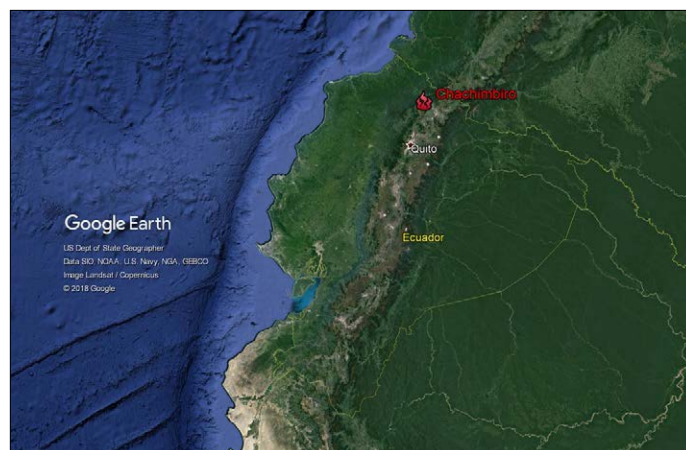 Chachimbiro
Quito
Google Earth
Ecuador
US Dept of State Geographer
Data SIO, NOAA, U.S. Navy, NGA, GEBCO
Image Landsat / Copernicus
© 2018 Google